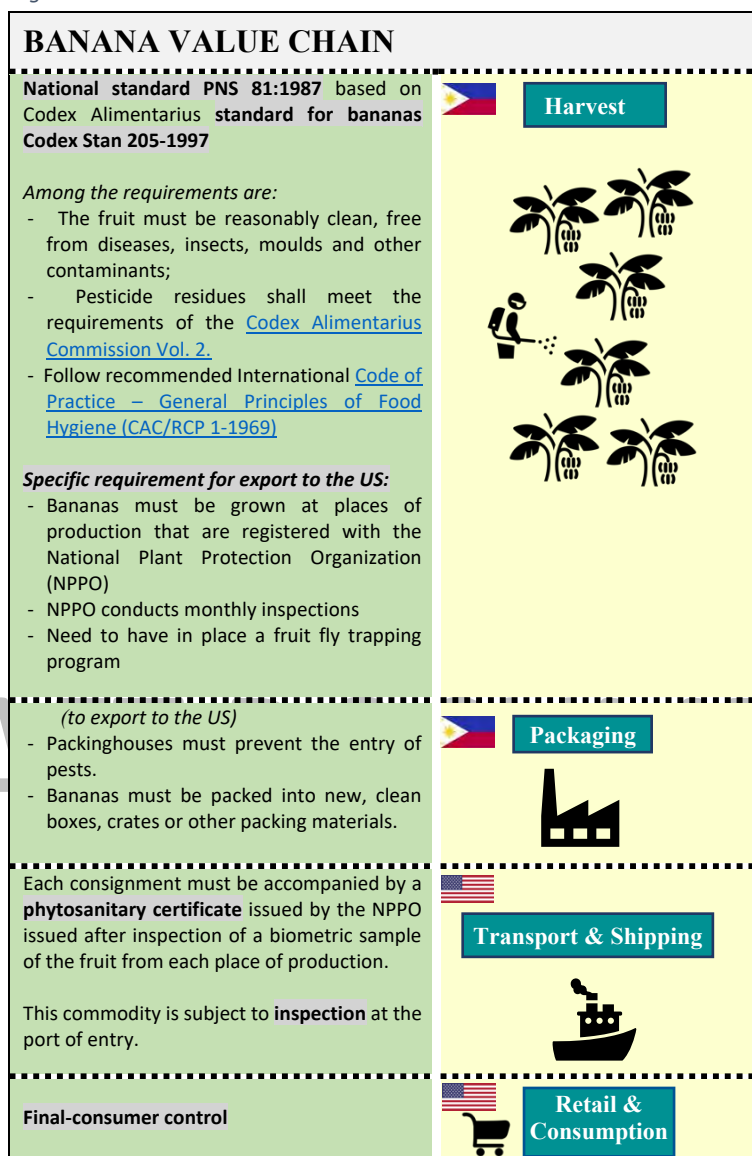 BANANA VALUE CHAIN
National standard PNS 81:1987 based on
Codex Alimentarius standard for bananas
Codex Stan 205-1997
Among the requirements are:
- The fruit must be reasonably clean, free
from diseases, insects, moulds and other
contaminants;
- Pesticide residues shall meet the
requirements of the Codex Alimentarius
Commission Vol. 2.
- Follow recommended International Code of
Practice – General Principles of Food
Hygiene (CAC/RCP 1-1969)
Specific requirement for export to the US:
- Bananas must be grown at places of
production that are registered with the
National Plant Protection Organization
(NPPO)
- NPPO conducts monthly inspections
- Need to have in place a fruit fly trapping
program
Harvest
(to export to the US)
- Packinghouses must prevent the entry of
pests.
- Bananas must be packed into new, clean
boxes, crates or other packing materials.
Packaging
Each consignment must be accompanied by a
phytosanitary certificate issued by the NPPO
issued after inspection of a biometric sample
of the fruit from each place of production.
This commodity is subject to inspection at the
port of entry.
Transport & Shipping
Final-consumer control
Retail &
Consumption